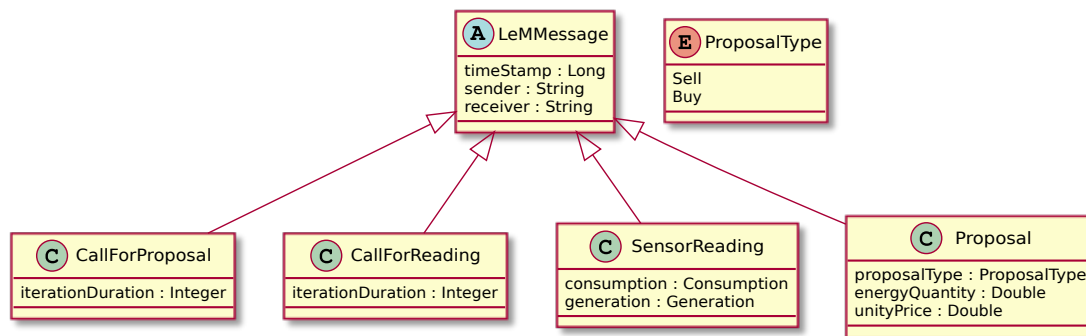 A LeMMessage
timeStamp : Long
sender : String
receiver : String
E ProposalType
Sell
Buy
C CallForProposal
iterationDuration : Integer
C CallForReading
iterationDuration : Integer
C SensorReading
consumption : Consumption
generation : Generation
C Proposal
proposalType : ProposalType
energyQuantity : Double
unityPrice : Double